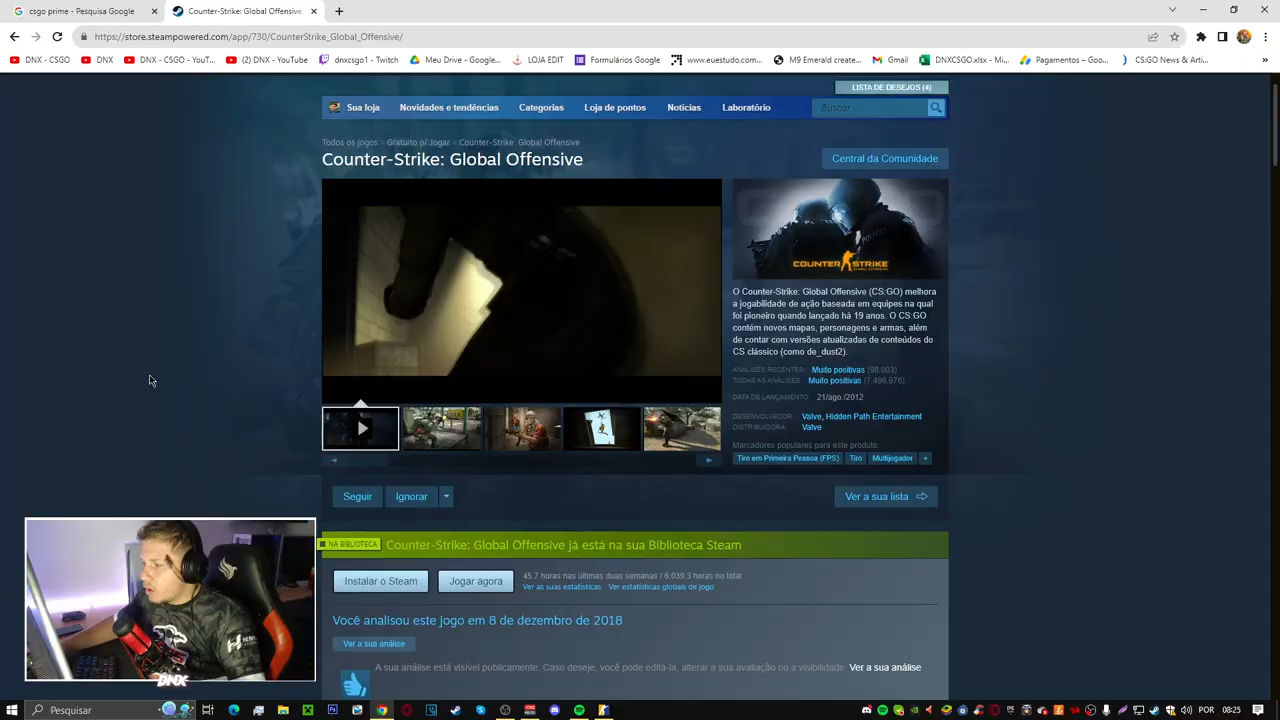 csgo prime - Pesquisa Google
Counter-Strike: Global Offensive
https://store.steampowered.com/app/730/CounterStrike_Global_Offensive/
DNX - CSGO
DNX
DNX - CSGO - YouT...
(2) DNX - YouTube
dnxcsgo1 - Twitch
Meu Drive - Google...
LOJA EDIT
Formulários Google
www.euestudo.com...
M9 Emerald create...
Gmail
DNXCSGO.xlsx - Mi...
Pagamentos – Goo...
CS:GO News & Arti...
LISTA DE DESEJOS (4)
Sua loja
Novidades e tendências
Categorias
Loja de pontos
Notícias
Laboratório
Buscar
Todos os jogos > Gratuito p/ Jogar > Counter-Strike: Global Offensive
Counter-Strike: Global Offensive
Central da Comunidade
POLIZEI
COUNTER STRIKE
O Counter-Strike: Global Offensive (CS:GO) melhora
a jogabilidade de ação baseada em equipes na qual
foi pioneiro quando lançado há 19 anos. O CS:GO
contém novos mapas, personagens e armas, além
de contar com versões atualizadas de conteúdos do
CS clássico (como de_dust2).
ANÁLISES RECENTES: Muito positivas (98,003)
TODAS AS ANÁLISES: Muito positivas (7,496,976)
DATA DE LANÇAMENTO: 21/ago./2012
DESENVOLVEDOR: Valve, Hidden Path Entertainment
DISTRIBUIDORA: Valve
Marcadores populares para este produto:
Tiro em Primeira Pessoa (FPS)
Tiro
Multijogador
+
Seguir
Ignorar
Ver a sua lista
NA BIBLIOTECA
Counter-Strike: Global Offensive já está na sua Biblioteca Steam
Instalar o Steam
Jogar agora
45.7 horas nas últimas duas semanas / 6,039.3 horas no total
Ver as suas estatísticas
Ver estatísticas globais de jogo
Você analisou este jogo em 8 de dezembro de 2018
Ver a sua análise
A sua análise está visível publicamente. Caso deseje, você pode editá-la, alterar a sua avaliação ou a visibilidade. Ver a sua análise
DNX
Pesquisar
POR
08:25